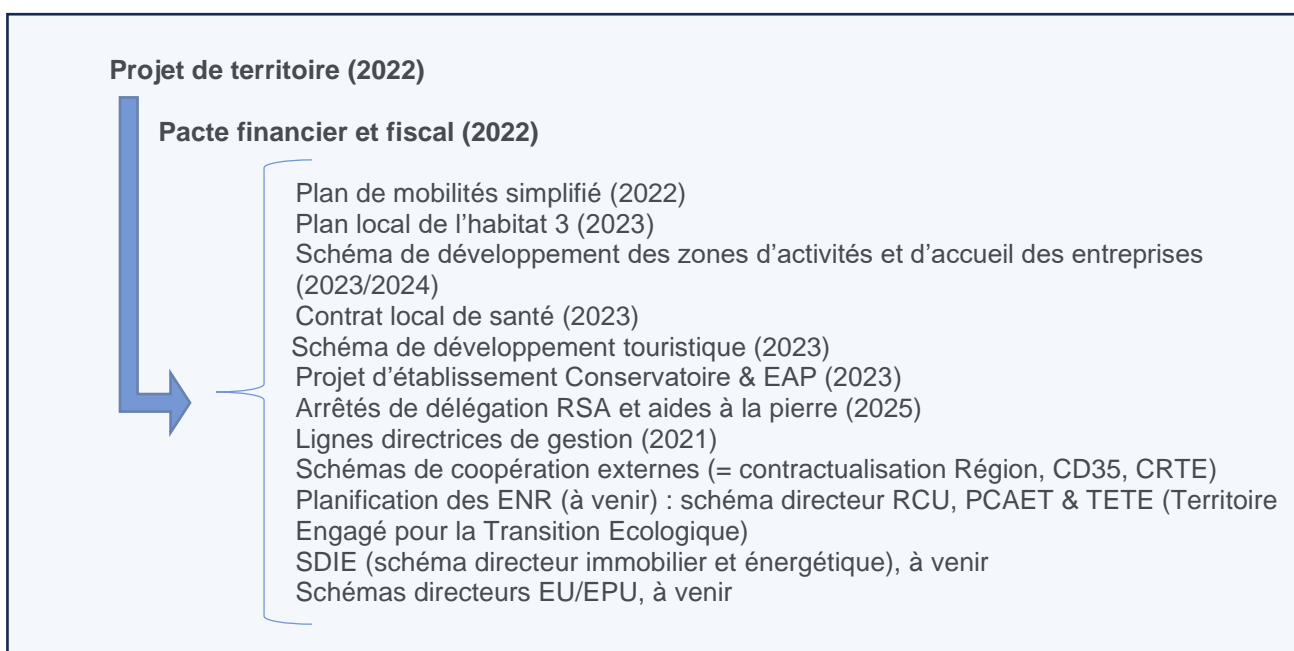 Projet de territoire (2022)
Pacte financier et fiscal (2022)
Plan de mobilités simplifié (2022)
Plan local de l'habitat 3 (2023)
Schéma de développement des zones d'activités et d'accueil des entreprises
(2023/2024)
Contrat local de santé (2023)
Schéma de développement touristique (2023)
Projet d'établissement Conservatoire & EAP (2023)
Arrêtés de délégation RSA et aides à la pierre (2025)
Lignes directrices de gestion (2021)
Schémas de coopération externes (= contractualisation Région, CD35, CRTE)
Planification des ENR (à venir) : schéma directeur RCU, PCAET & TETE (Territoire
Engagé pour la Transition Ecologique)
SDIE (schéma directeur immobilier et énergétique), à venir
Schémas directeurs EU/EPU, à venir